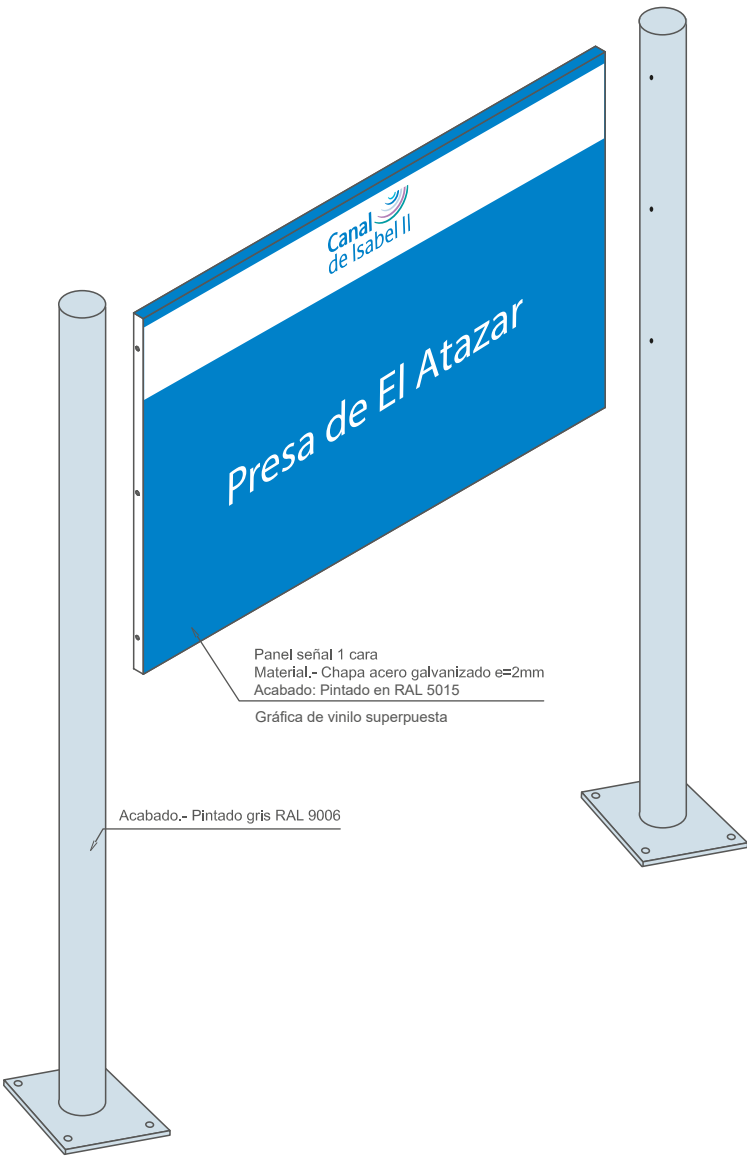 Canal
de Isabel II
Presa de El Atazar
Panel señal 1 cara
Material.- Chapa acero galvanizado e=2mm
Acabado: Pintado en RAL 5015
Gráfica de vinilo superpuesta
Acabado.- Pintado gris RAL 9006